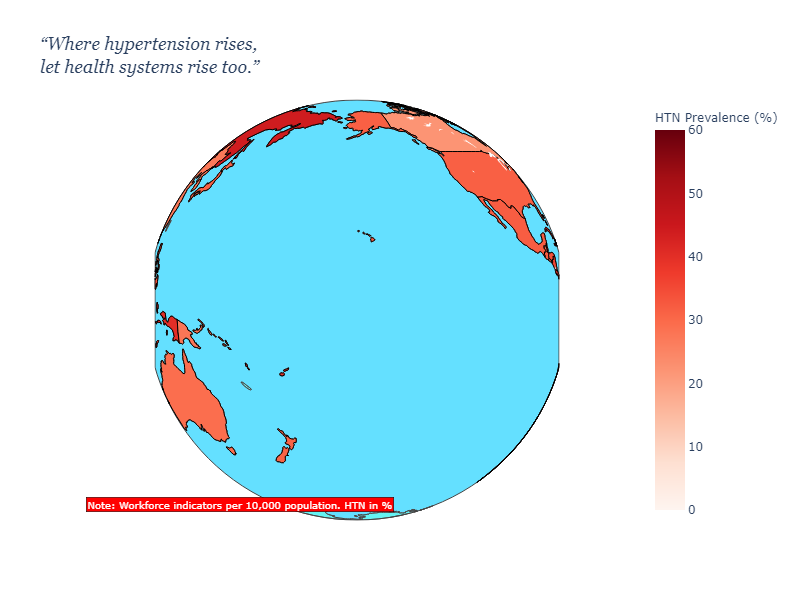 “Where hypertension rises,
let health systems rise too.”
HTN Prevalence (%)
60
50
40
30
20
10
0
Note: Workforce indicators per 10,000 population. HTN in %